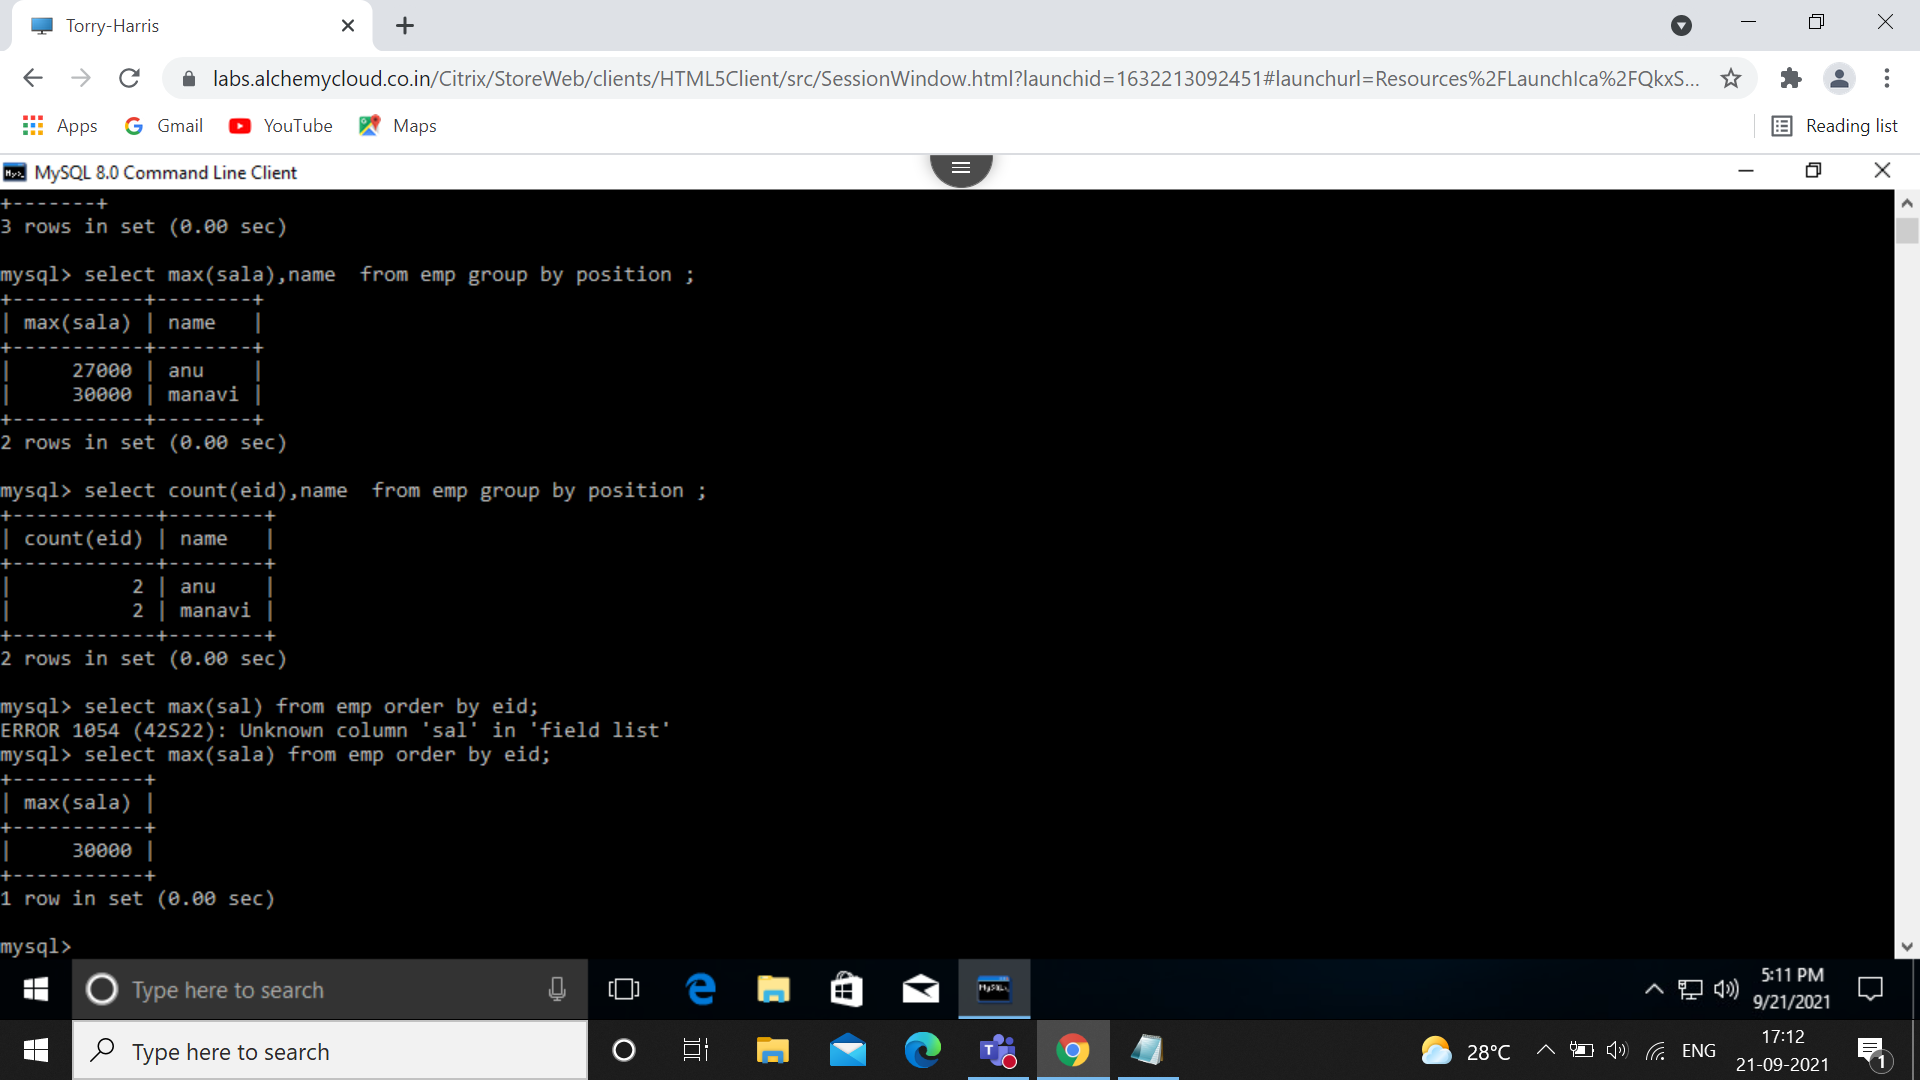 Torry-Harris
labs.alchemycloud.co.in/Citrix/StoreWeb/clients/HTML5Client/src/SessionWindow.html?launchid=1632213092451#launchurl=Resources%2FLaunchIca%2FQkxS...
Apps Gmail YouTube Maps Reading list
MySQL 8.0 Command Line Client
+-------+
3 rows in set (0.00 sec)
mysql> select max(sala),name  from emp group by position ;
+-----------+--------+
| max(sala) | name   |
+-----------+--------+
|     27000 | anu    |
|     30000 | manavi |
+-----------+--------+
2 rows in set (0.00 sec)
mysql> select count(eid),name  from emp group by position ;
+------------+--------+
| count(eid) | name   |
+------------+--------+
|          2 | anu    |
|          2 | manavi |
+------------+--------+
2 rows in set (0.00 sec)
mysql> select max(sal) from emp order by eid;
ERROR 1054 (42S22): Unknown column 'sal' in 'field list'
mysql> select max(sala) from emp order by eid;
+-----------+
| max(sala) |
+-----------+
|     30000 |
+-----------+
1 row in set (0.00 sec)
mysql>
Type here to search
5:11 PM
9/21/2021
Type here to search
28°C
ENG
17:12
21-09-2021
1